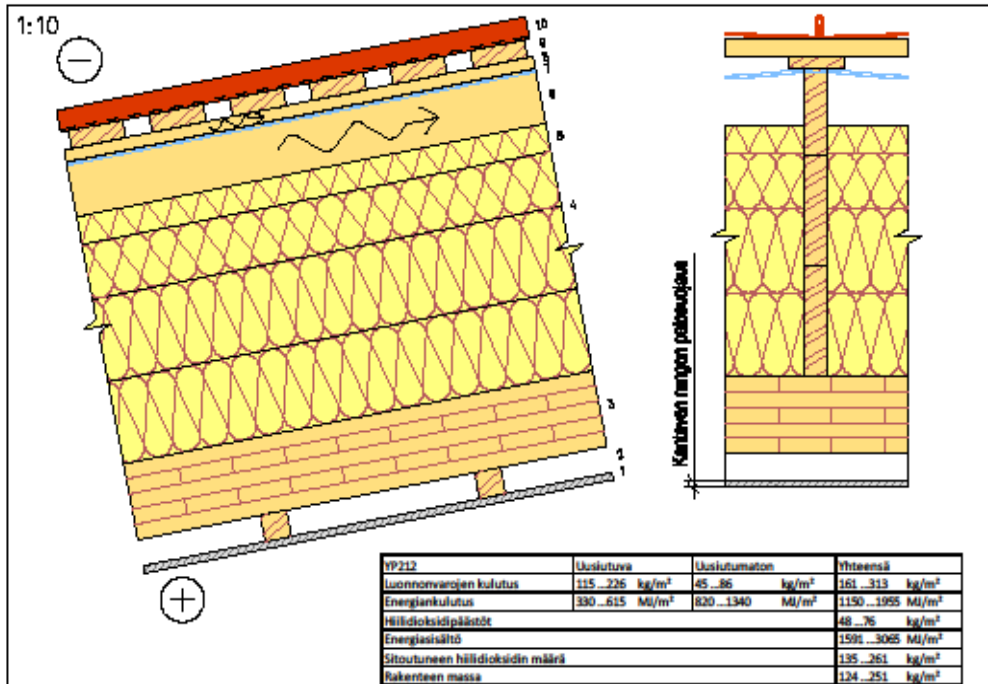 1:10
10
9
8
7
6
5
4
3
2
1
Kantavan rungon palosuojaus
YP212 Uusiutuva Uusiutumaton Yhteensä
Luonnonvarojen kulutus 115 ...226 kg/m² 45 ...86 kg/m² 161 ...313 kg/m²
Energiankulutus 330 ...615 MJ/m² 820 ...1340 MJ/m² 1150 ...1955 MJ/m²
Hiilidioksidipäästöt 48 ...76 kg/m²
Energiasisältö 1591 ...3065 MJ/m²
Sitoutuneen hiilidioksidin määrä 135 ...261 kg/m²
Rakenteen massa 124 ...251 kg/m²